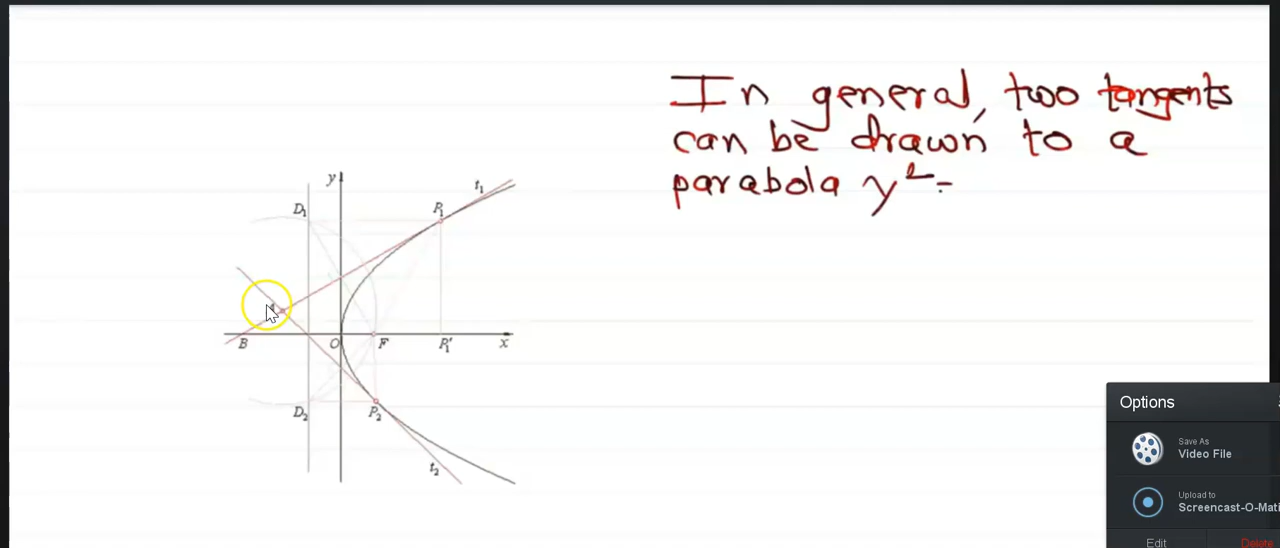 In general, two tangents
can be drawn to a
parabola y² =
y
t₁
D₁
P₁
B
O
F
P₁'
x
D₂
P₂
t₂
Options
Save As
Video File
Upload to
Screencast-O-Mati
Edit
Delete